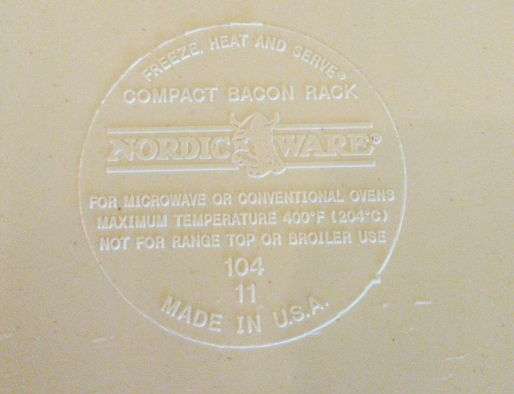 FREEZE, HEAT AND SERVE®
COMPACT BACON RACK
NORDIC WARE®
FOR MICROWAVE OR CONVENTIONAL OVENS
MAXIMUM TEMPERATURE 400°F (204°C)
NOT FOR RANGE TOP OR BROILER USE
104
11
MADE IN U.S.A.